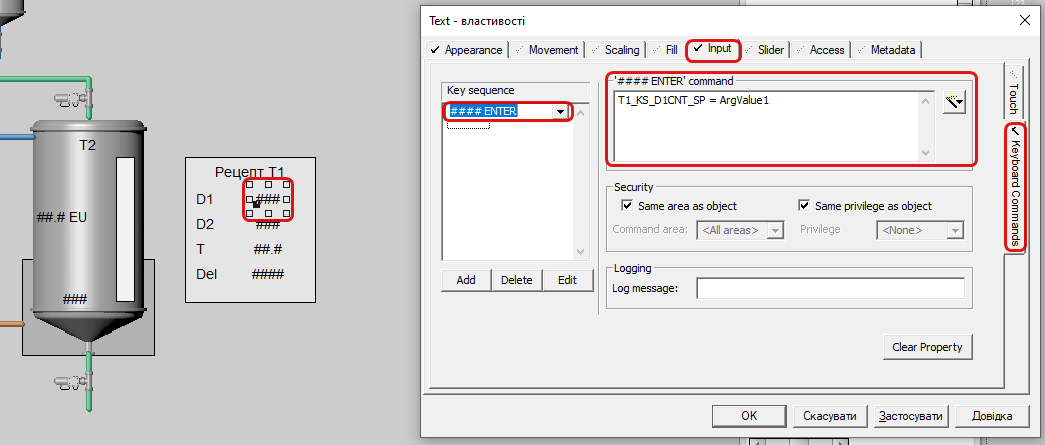 T2
##.# EU
###
Рецепт T1
D1 ###
D2 ###
T ##.#
Del ####
Text - властивості
Appearance Movement Scaling Fill Input Slider Access Metadata
Key sequence
#### ENTER
Add Delete Edit
'#### ENTER' command
T1_KS_D1CNT_SP = ArgValue1
Security
Same area as object Same privilege as object
Command area: <All areas> Privilege <None>
Logging
Log message:
Clear Property
Touch
Keyboard Commands
OK Скасувати Застосувати Довідка